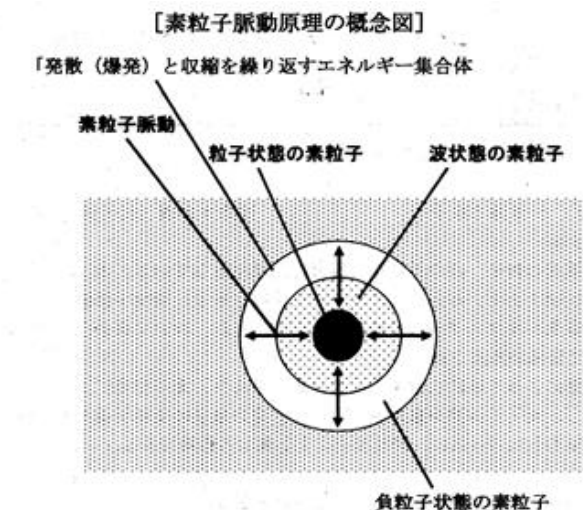 ［素粒子脈動原理の概念図］
「発散（爆発）と収縮を繰り返すエネルギー集合体
素粒子脈動
粒子状態の素粒子
波状態の素粒子
負粒子状態の素粒子